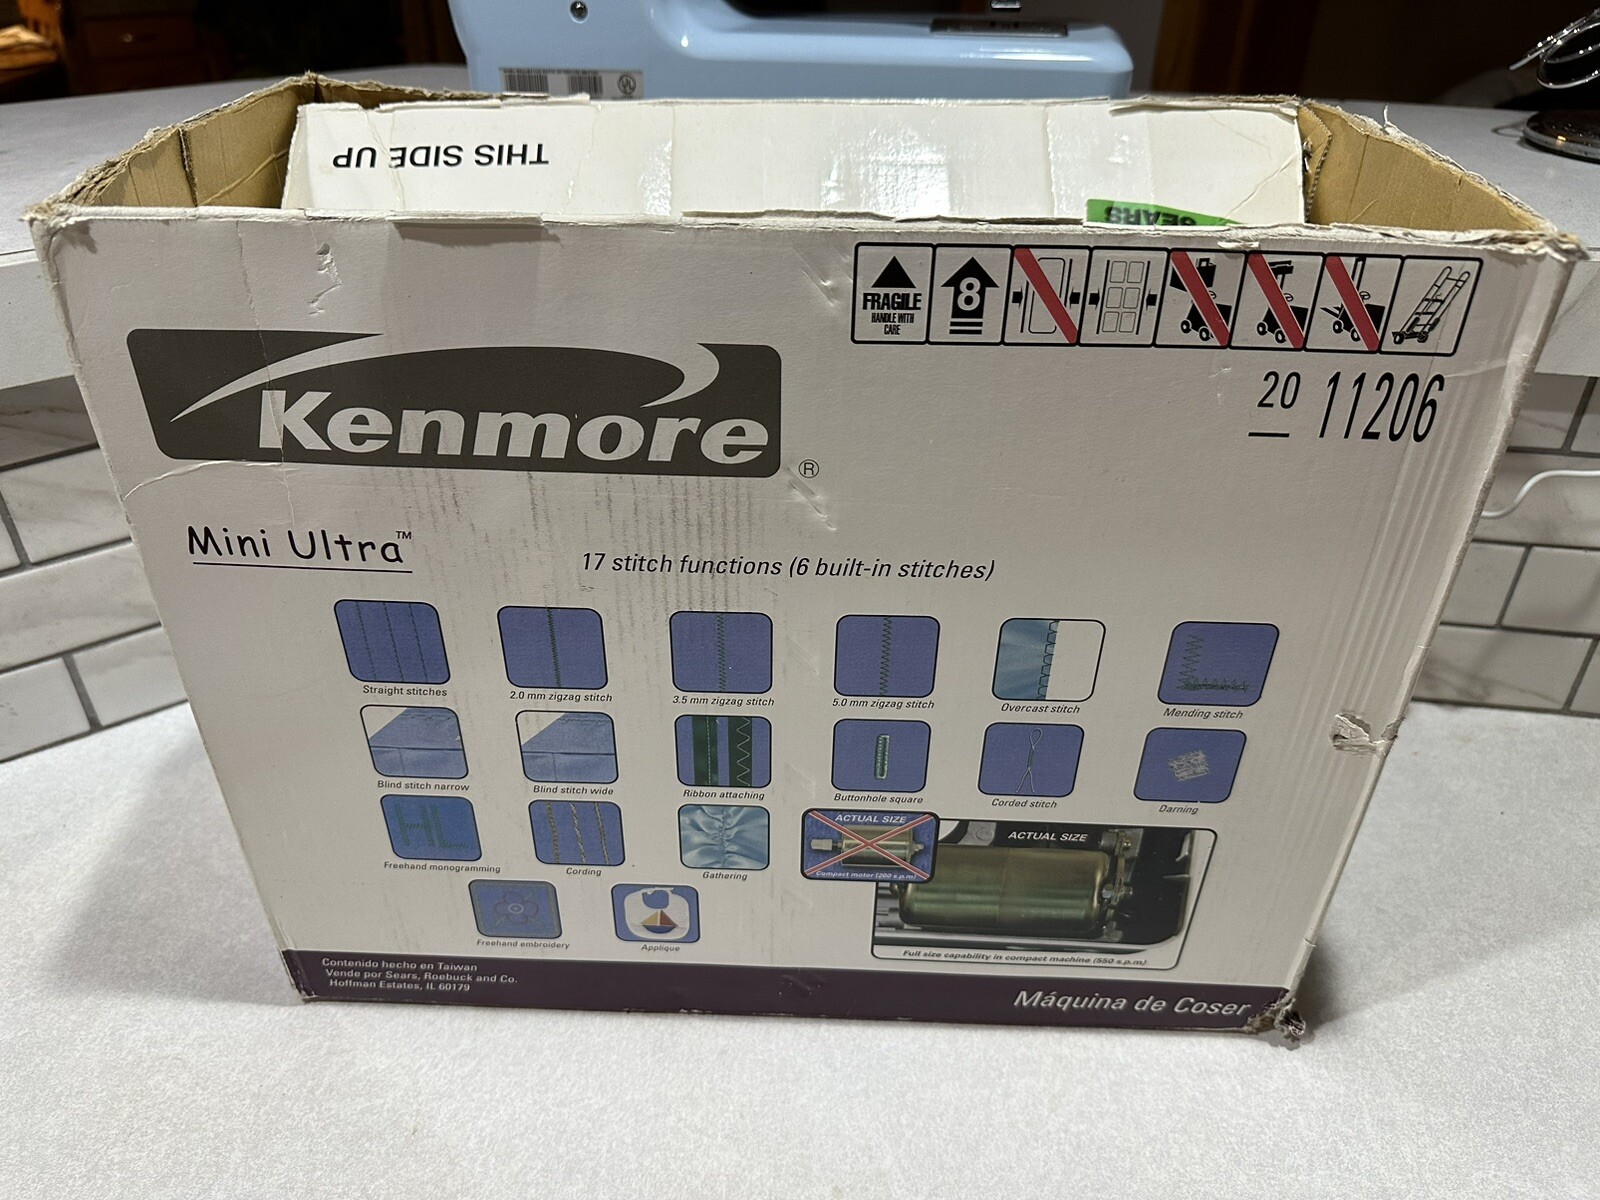 THIS SIDE UP
SEARS
FRAGILE
HANDLE WITH
CARE
8
20 11206
Kenmore®
Mini Ultra™
17 stitch functions (6 built-in stitches)
Straight stitches
2.0 mm zigzag stitch
3.5 mm zigzag stitch
5.0 mm zigzag stitch
Overcast stitch
Mending stitch
Blind stitch narrow
Blind stitch wide
Ribbon attaching
Buttonhole square
Corded stitch
Darning
Freehand monogramming
Cording
Gathering
ACTUAL SIZE
Compact motor (200 s.p.m)
ACTUAL SIZE
Full size capability in compact machine (550 s.p.m)
Freehand embroidery
Applique
Contenido hecho en Taiwan
Vende por Sears, Roebuck and Co.
Hoffman Estates, IL 60179
Máquina de Coser